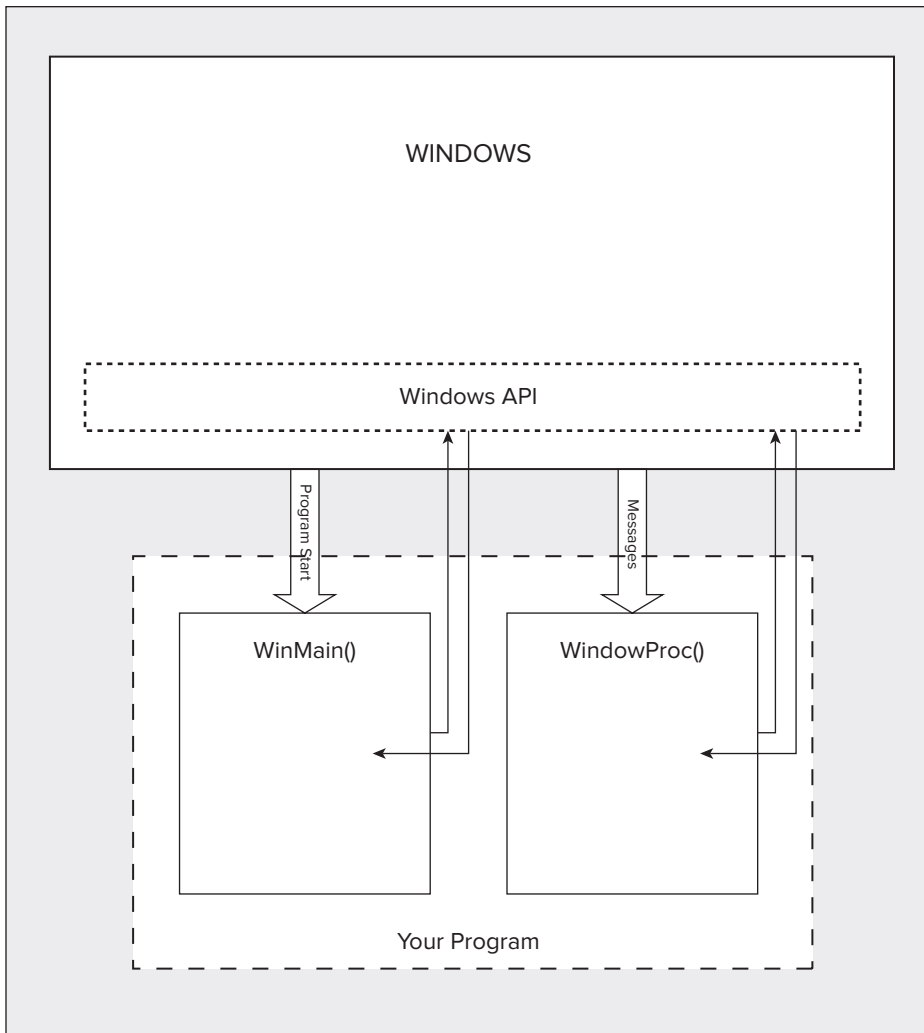 WINDOWS
Windows API
Program Start
Messages
WinMain()
WindowProc()
Your Program